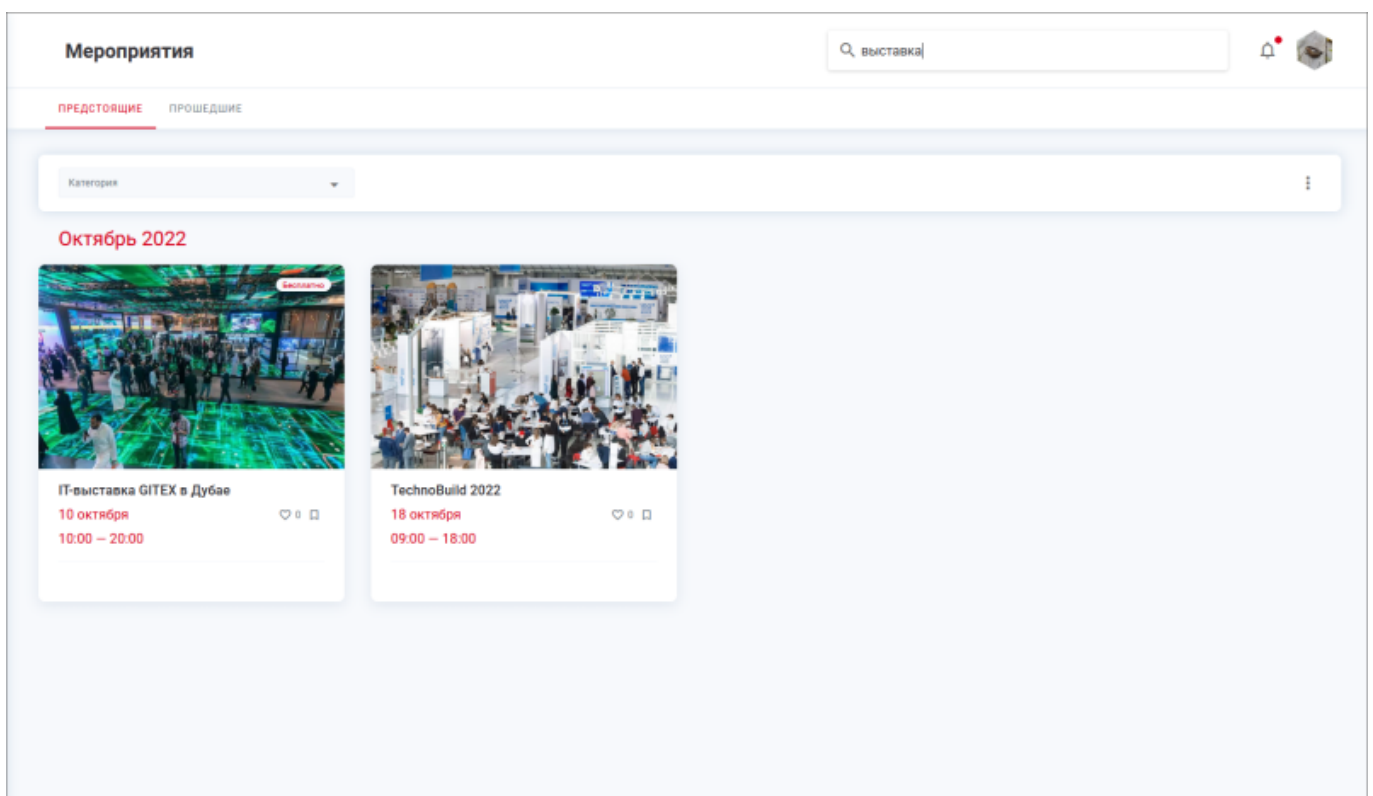 Мероприятия
выставка
ПРЕДСТОЯЩИЕ ПРОШЕДШИЕ
Категория
Октябрь 2022
Бесплатно
IT-выставка GITEX в Дубае
10 октября
0
10:00 — 20:00
TechnoBuild 2022
18 октября
0
09:00 — 18:00